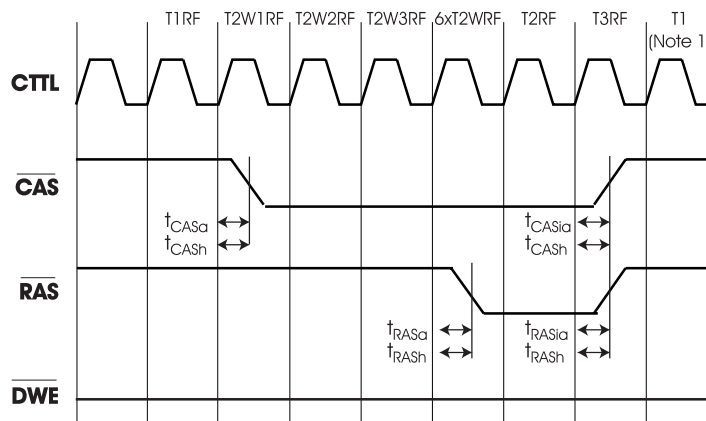 T1RF T2W1RF T2W2RF T2W3RF 6xT2WRF T2RF T3RF T1
(Note 1
CTTL
CAS
tCASa tCASia
tCASh tCASh
RAS
tRASa tRASia
tRASh tRASh
DWE